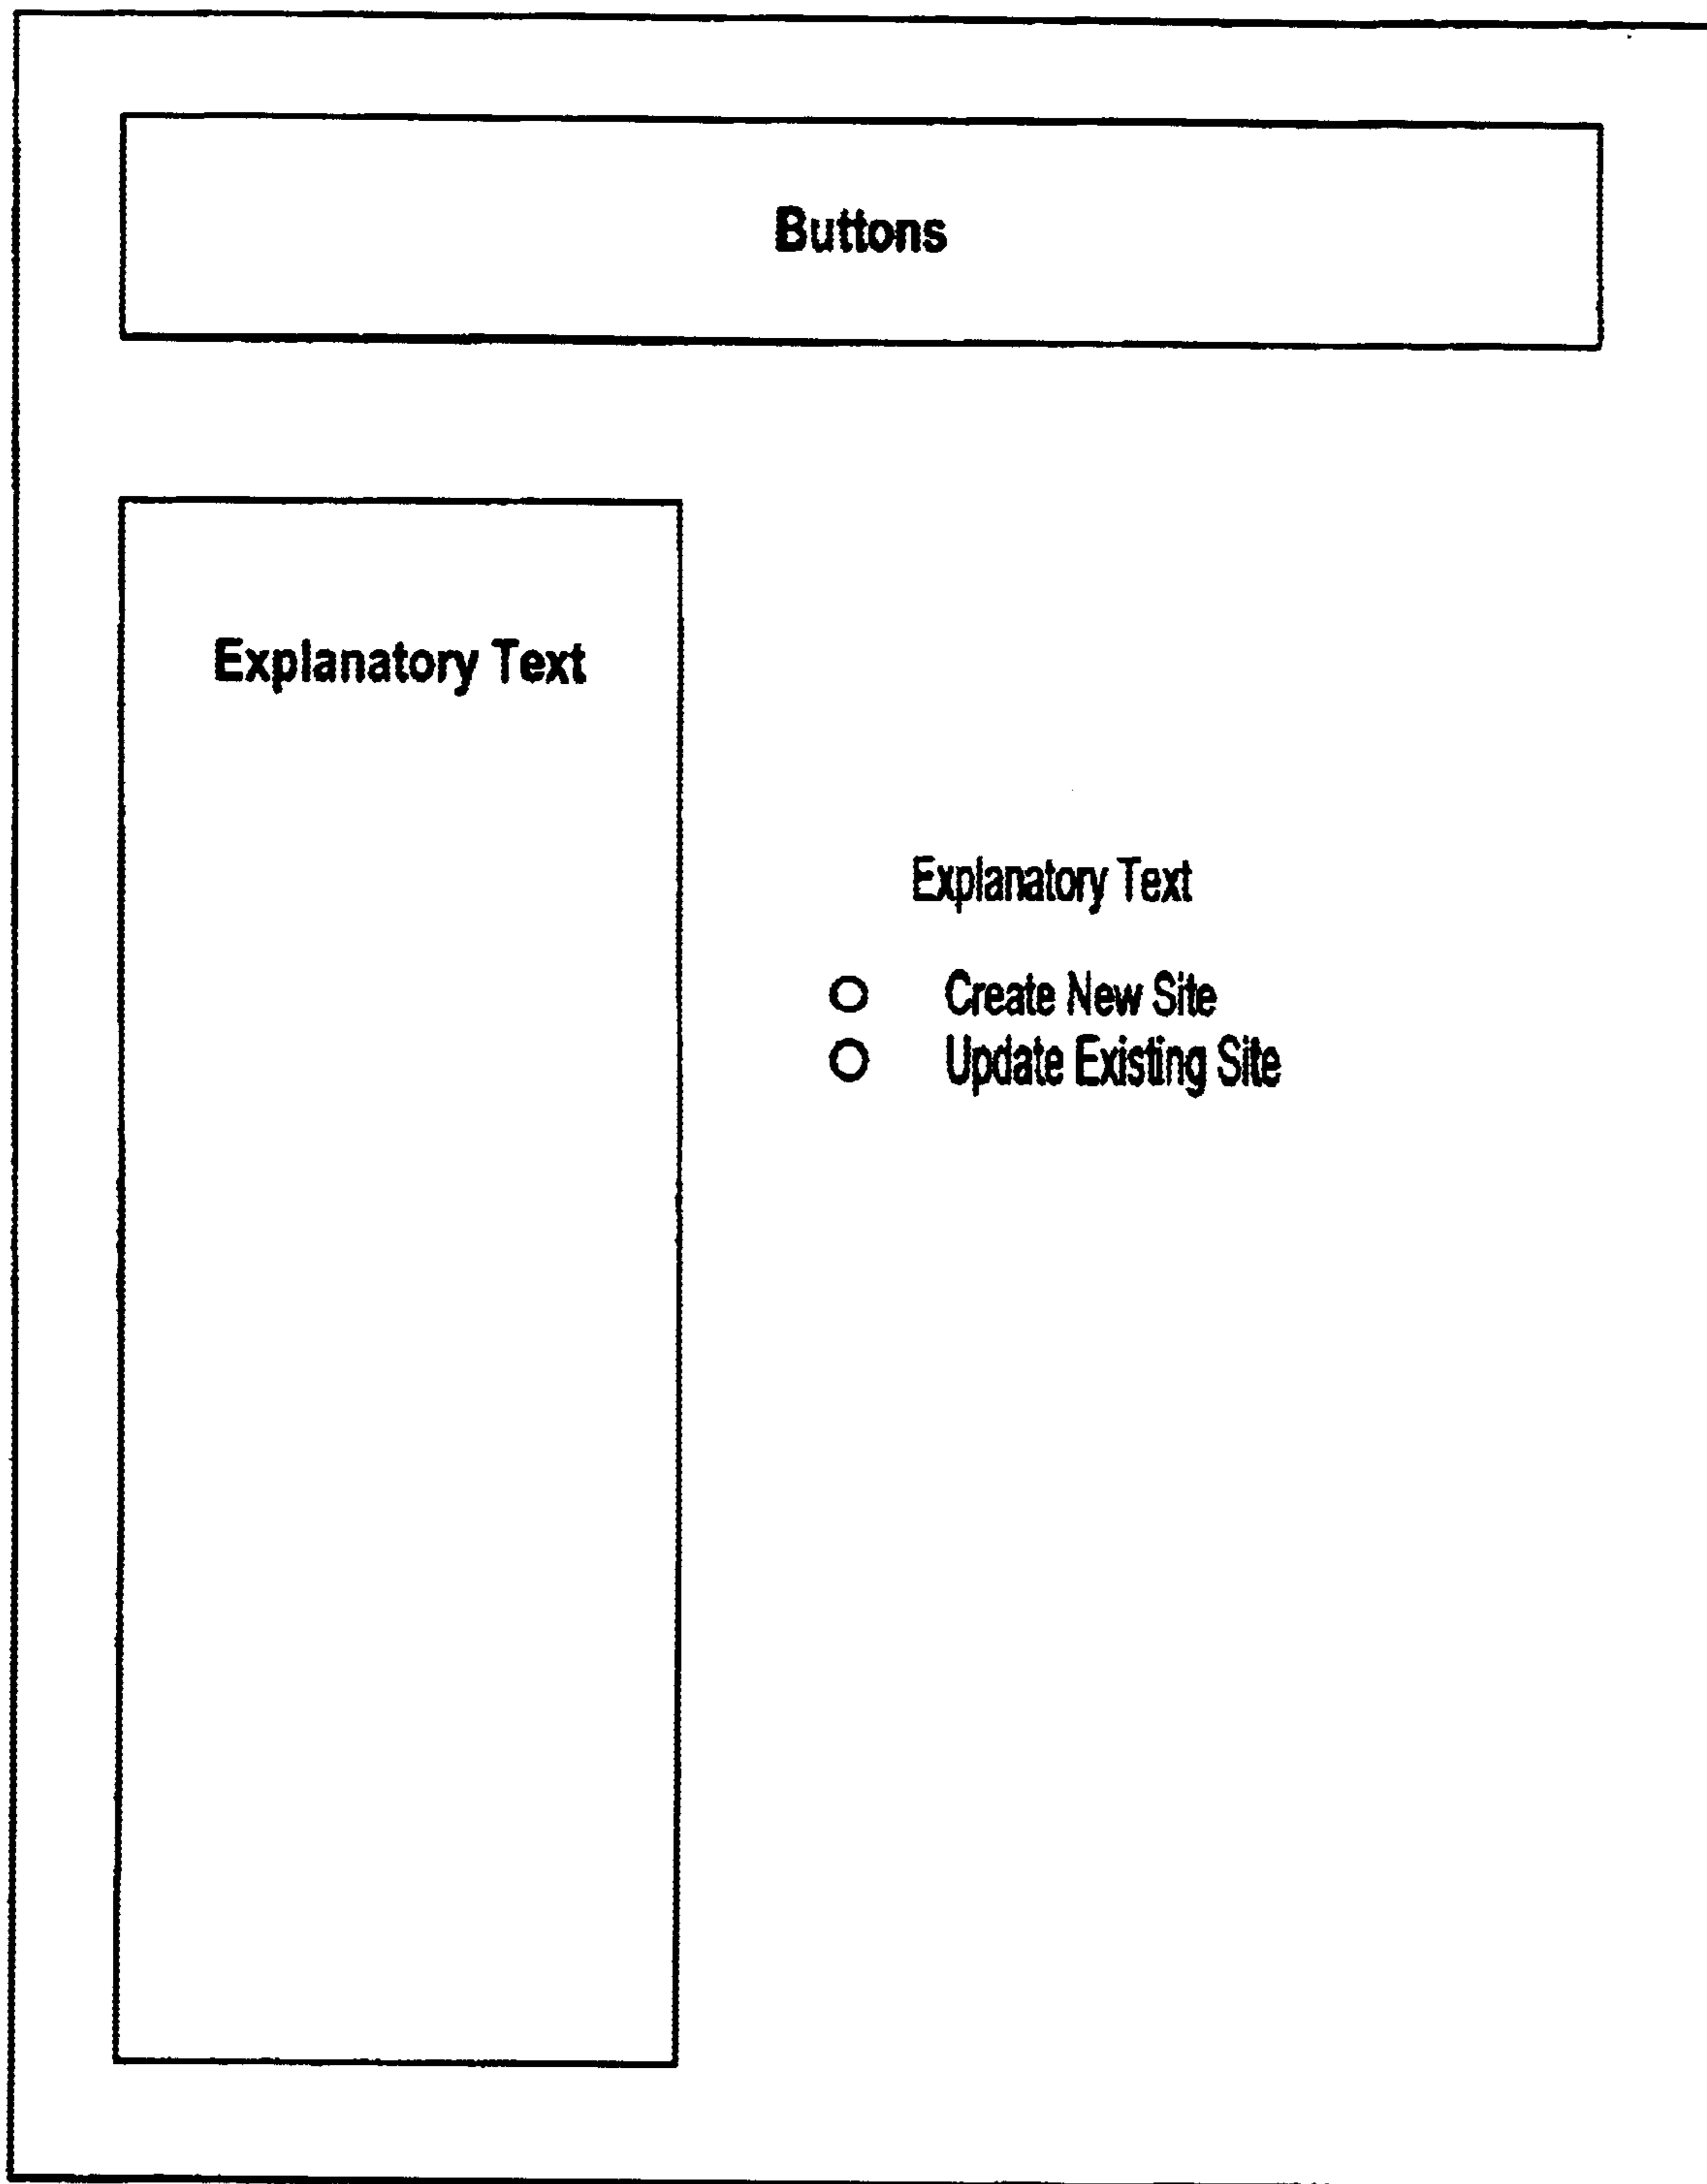 Buttons
Explanatory Text
Explanatory Text
Create New Site
Update Existing Site